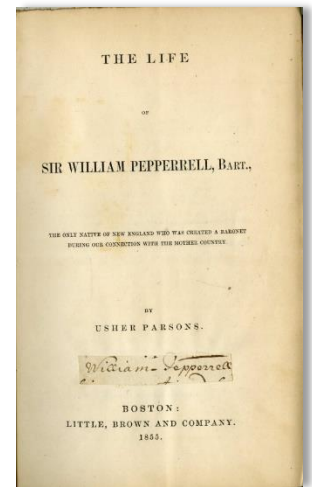 THE LIFE
OF
SIR WILLIAM PEPPERRELL, BART.,
THE ONLY NATIVE OF NEW ENGLAND WHO WAS CREATED A BARONET
DURING OUR CONNECTION WITH THE MOTHER COUNTRY
BY
USHER PARSONS.
William Pepperrell
BOSTON:
LITTLE, BROWN AND COMPANY.
1855.